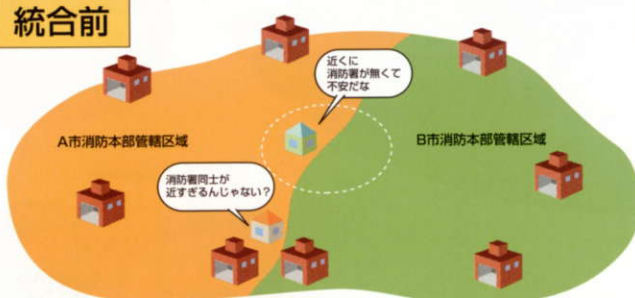 統合前
近くに
消防署が無くて
不安だな
A市消防本部管轄区域
B市消防本部管轄区域
消防署同士が
近すぎるんじゃない？